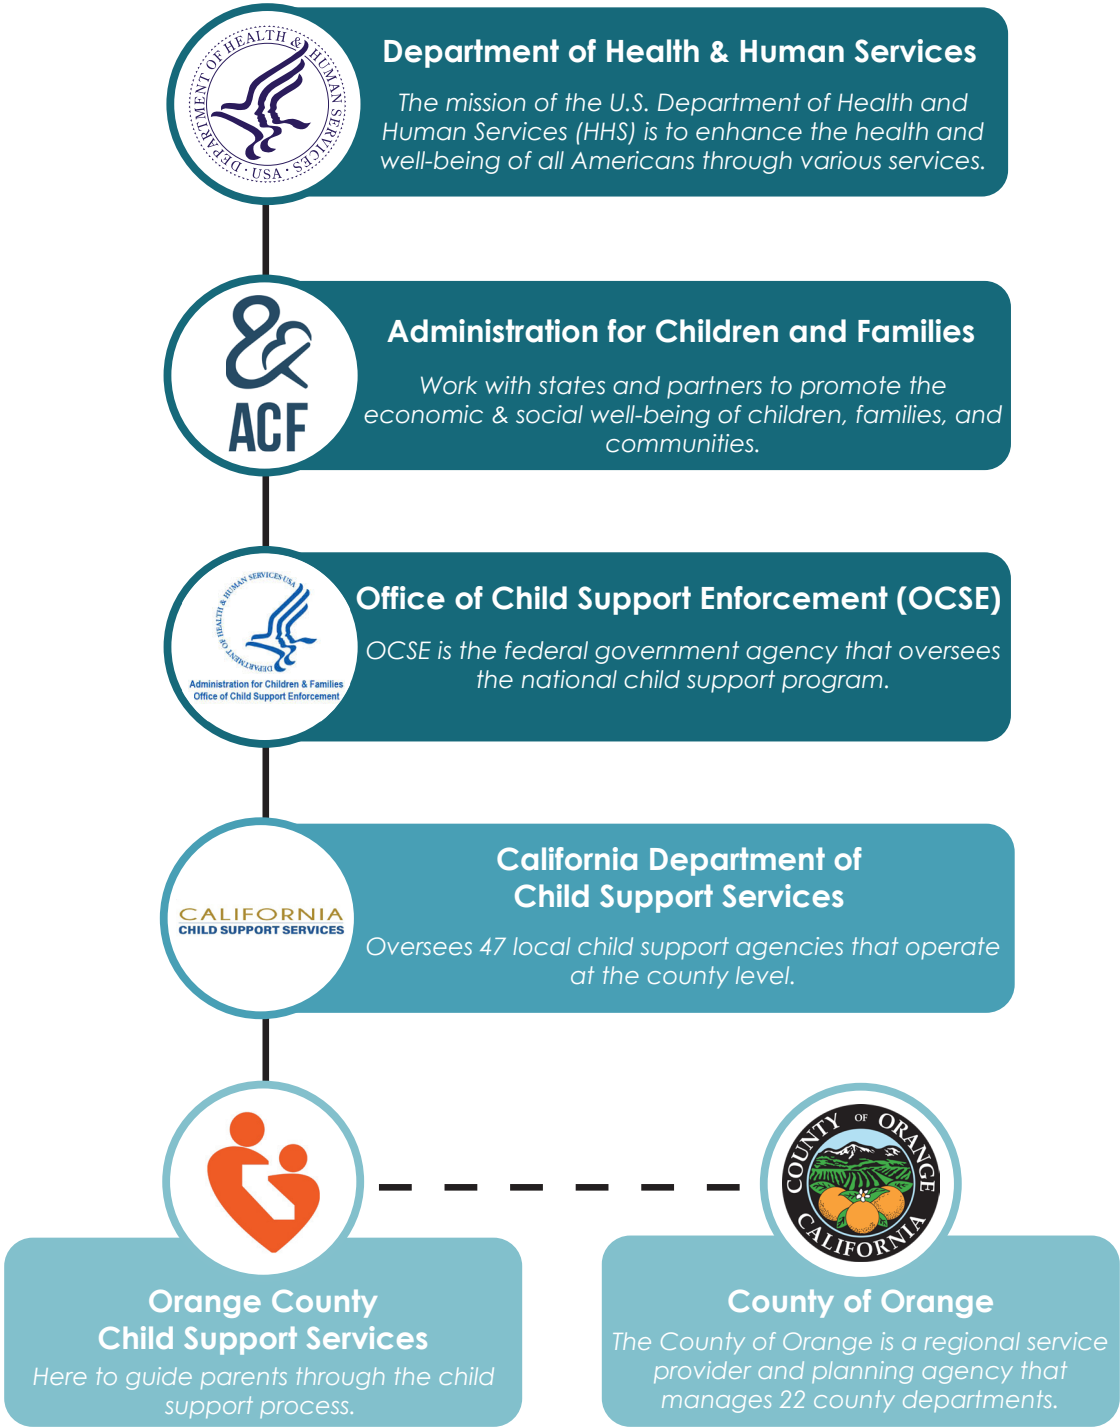 DEPARTMENT OF HEALTH & HUMAN SERVICES · USA ·
Department of Health & Human Services
The mission of the U.S. Department of Health and
Human Services (HHS) is to enhance the health and
well-being of all Americans through various services.
ACF
Administration for Children and Families
Work with states and partners to promote the
economic & social well-being of children, families, and
communities.
DEPARTMENT OF HEALTH & HUMAN SERVICES USA
Administration for Children & Families
Office of Child Support Enforcement
Office of Child Support Enforcement (OCSE)
OCSE is the federal government agency that oversees
the national child support program.
CALIFORNIA
CHILD SUPPORT SERVICES
California Department of
Child Support Services
Oversees 47 local child support agencies that operate
at the county level.
Orange County
Child Support Services
Here to guide parents through the child
support process.
COUNTY OF ORANGE
CALIFORNIA
County of Orange
The County of Orange is a regional service
provider and planning agency that
manages 22 county departments.